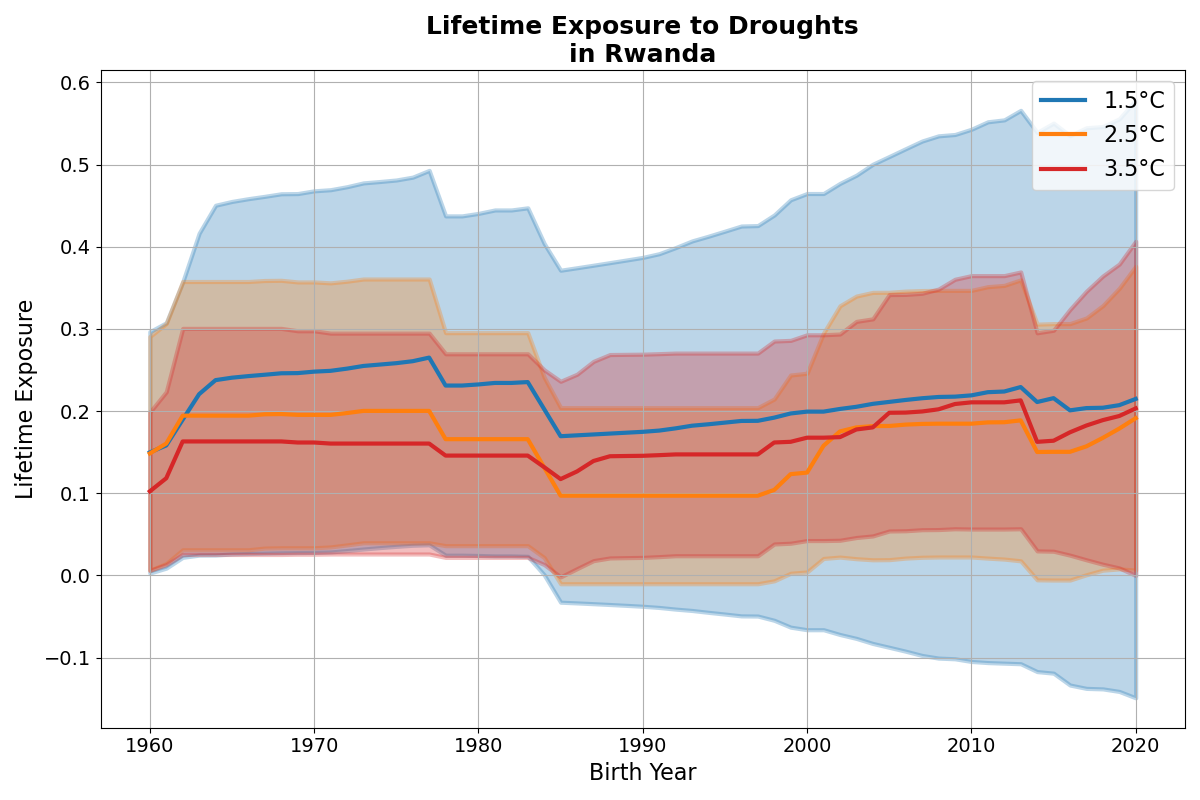 Lifetime Exposure to Droughts
in Rwanda
0.6
0.5
0.4
0.3
0.2
0.1
0.0
−0.1
Lifetime Exposure
1.5°C
2.5°C
3.5°C
1960 1970 1980 1990 2000 2010 2020
Birth Year